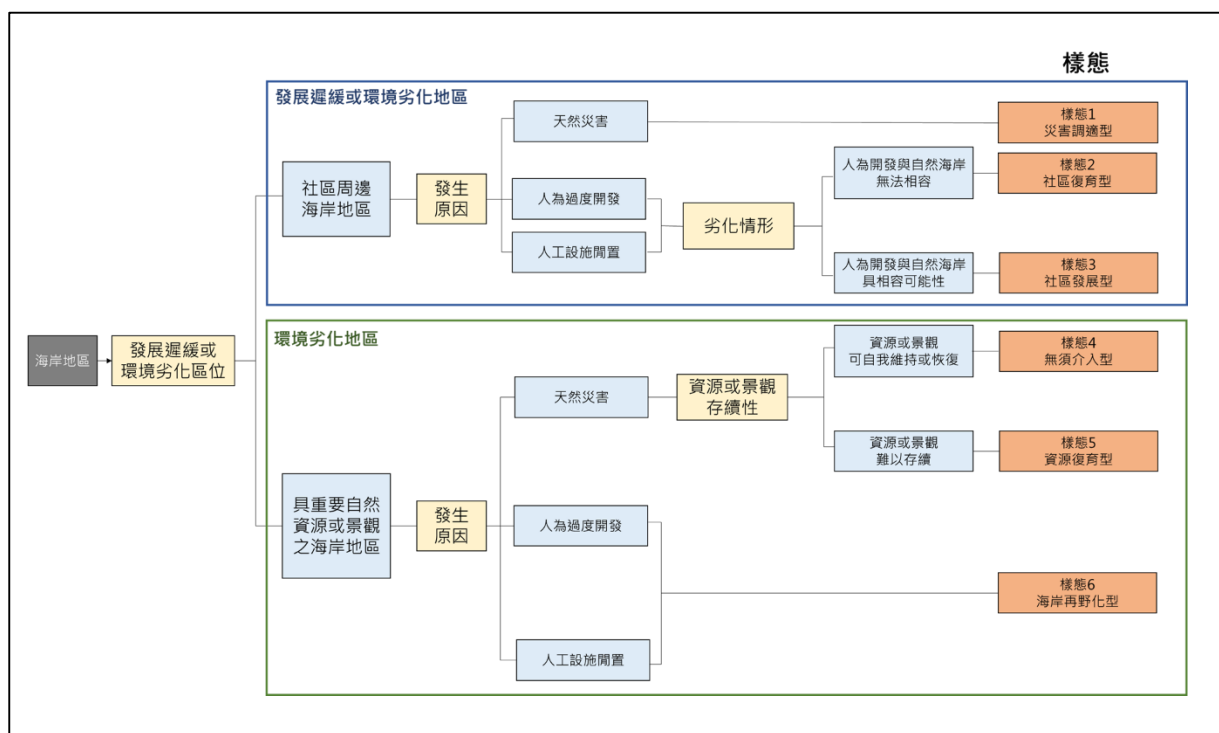 樣態
發展遲緩或環境劣化地區
天然災害
樣態1
災害調適型
社區周邊
海岸地區
發生
原因
人為過度開發
人工設施閒置
劣化情形
人為開發與自然海岸
無法相容
樣態2
社區復育型
人為開發與自然海岸
具相容可能性
樣態3
社區發展型
海岸地區
發展遲緩或
環境劣化區位
環境劣化地區
天然災害
資源或景觀
存續性
資源或景觀
可自我維持或恢復
樣態4
無須介入型
資源或景觀
難以存續
樣態5
資源復育型
具重要自然
資源或景觀
之海岸地區
發生
原因
人為過度開發
人工設施閒置
樣態6
海岸再野化型